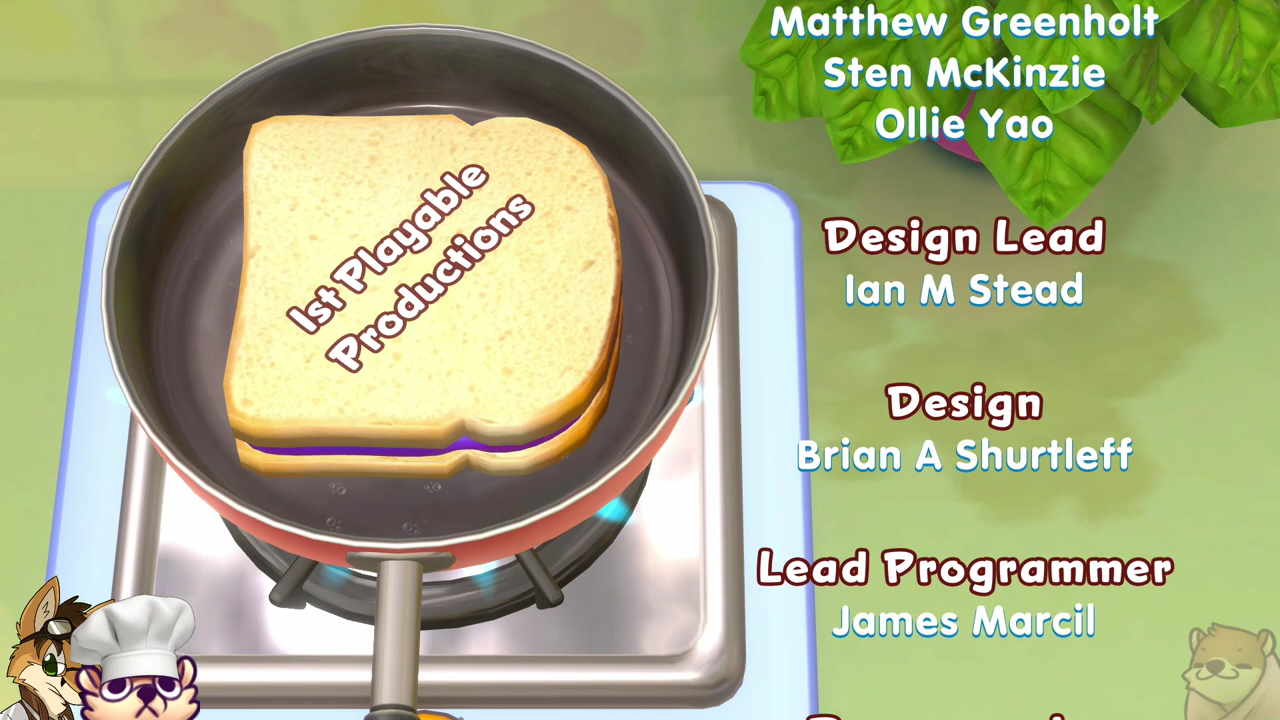 1st Playable
Productions
Matthew Greenholt
Sten McKinzie
Ollie Yao
Design Lead
Ian M Stead
Design
Brian A Shurtleff
Lead Programmer
James Marcil